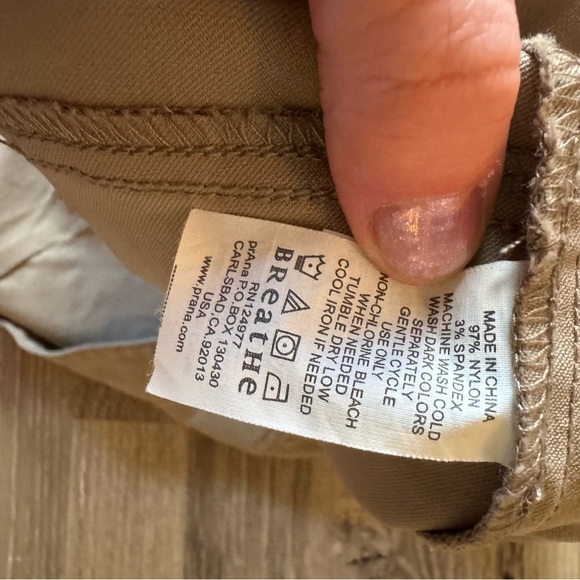 MADE IN CHINA
97% NYLON
3% SPANDEX
MACHINE WASH COLD
WASH DARK COLORS
SEPARATELY
GENTLE CYCLE
USE ONLY
NON-CHLORINE BLEACH
WHEN NEEDED
TUMBLE DRY LOW
COOL IRON IF NEEDED
BReatHe
RN124977
prAna P.O.BOX 130430
CARLSBAD,CA,92013
USA
www.prana.com